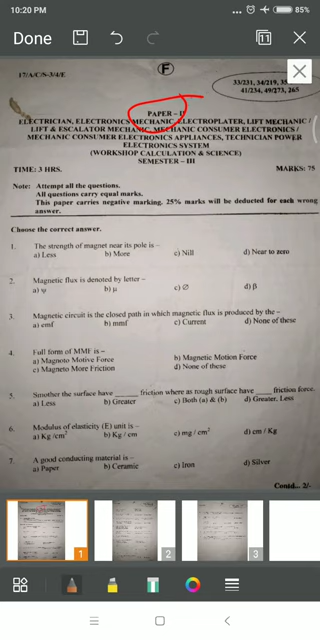 10:20 PM
85%
Done
17/A/C/S-3/4/E
F
33/231, 34/219, 35/
41/234, 49/273, 265
PAPER – I
ELECTRICIAN, ELECTRONICS MECHANIC, ELECTROPLATER, LIFT MECHANIC /
LIFT & ESCALATOR MECHANIC, MECHANIC CONSUMER ELECTRONICS /
MECHANIC CONSUMER ELECTRONICS APPLIANCES, TECHNICIAN POWER
ELECTRONICS SYSTEM
(WORKSHOP CALCULATION & SCIENCE)
SEMESTER – III
TIME: 3 HRS. MARKS: 75
Note: Attempt all the questions.
All questions carry equal marks.
This paper carries negative marking. 25% marks will be deducted for each wrong
answer.
Choose the correct answer.
1. The strength of magnet near its pole is –
a) Less b) More c) Nill d) Near to zero
2. Magnetic flux is denoted by letter –
a) ψ b) μ c) ∅ d) β
3. Magnetic circuit is the closed path in which magnetic flux is produced by the –
a) emf b) mmf c) Current d) None of these
4. Full form of MMF is –
a) Magnoto Motive Force b) Magnetic Motion Force
c) Magneto More Friction d) None of these
5. Smother the surface have ______ friction where as rough surface have ____ friction force.
a) Less b) Greater c) Both (a) & (b) d) Greater, Less
6. Modulus of elasticity (E) unit is –
a) Kg /cm² b) Kg / cm c) mg / cm² d) cm / Kg
7. A good conducting material is –
a) Paper b) Ceramic c) Iron d) Silver
Contd... 2/-
1
2
3